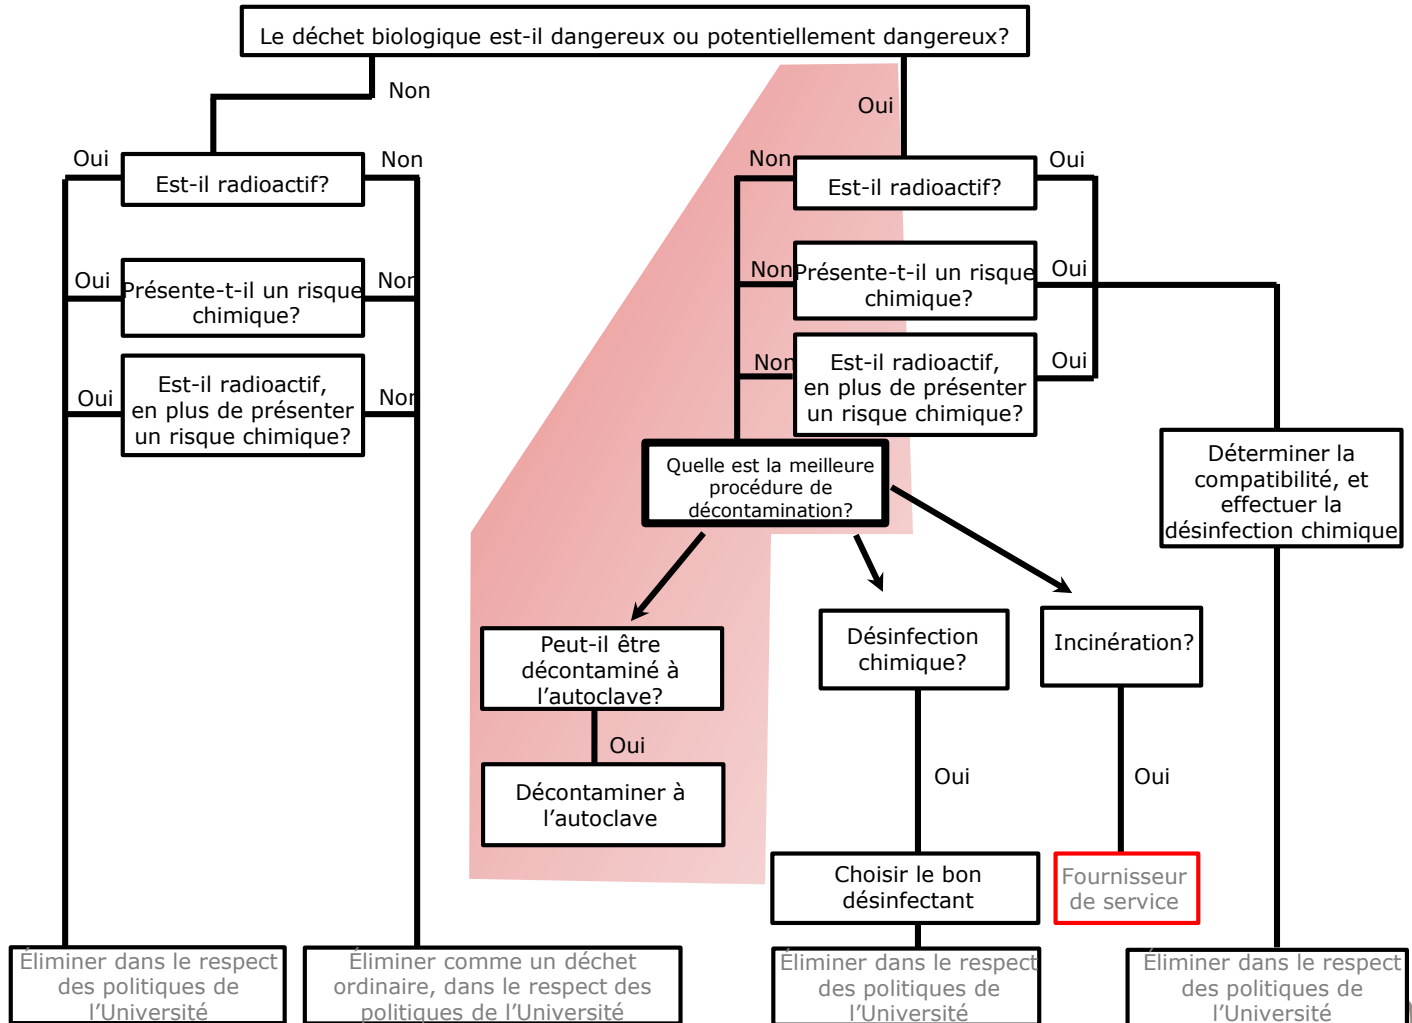 Le déchet biologique est-il dangereux ou potentiellement dangereux?
Non
Oui
Oui
Non
Est-il radioactif?
Oui
Non
Présente-t-il un risque
chimique?
Oui
Non
Est-il radioactif,
en plus de présenter
un risque chimique?
Non
Oui
Est-il radioactif?
Non
Oui
Présente-t-il un risque
chimique?
Non
Oui
Est-il radioactif,
en plus de présenter
un risque chimique?
Quelle est la meilleure
procédure de
décontamination?
Déterminer la
compatibilité, et
effectuer la
désinfection chimique
Peut-il être
décontaminé à
l’autoclave?
Oui
Décontaminer à
l’autoclave
Désinfection
chimique?
Oui
Choisir le bon
désinfectant
Incinération?
Oui
Fournisseur
de service
Éliminer dans le respect
des politiques de
l’Université
Éliminer comme un déchet
ordinaire, dans le respect des
politiques de l’Université
Éliminer dans le respect
des politiques de
l’Université
Éliminer dans le respect
des politiques de
l’Université